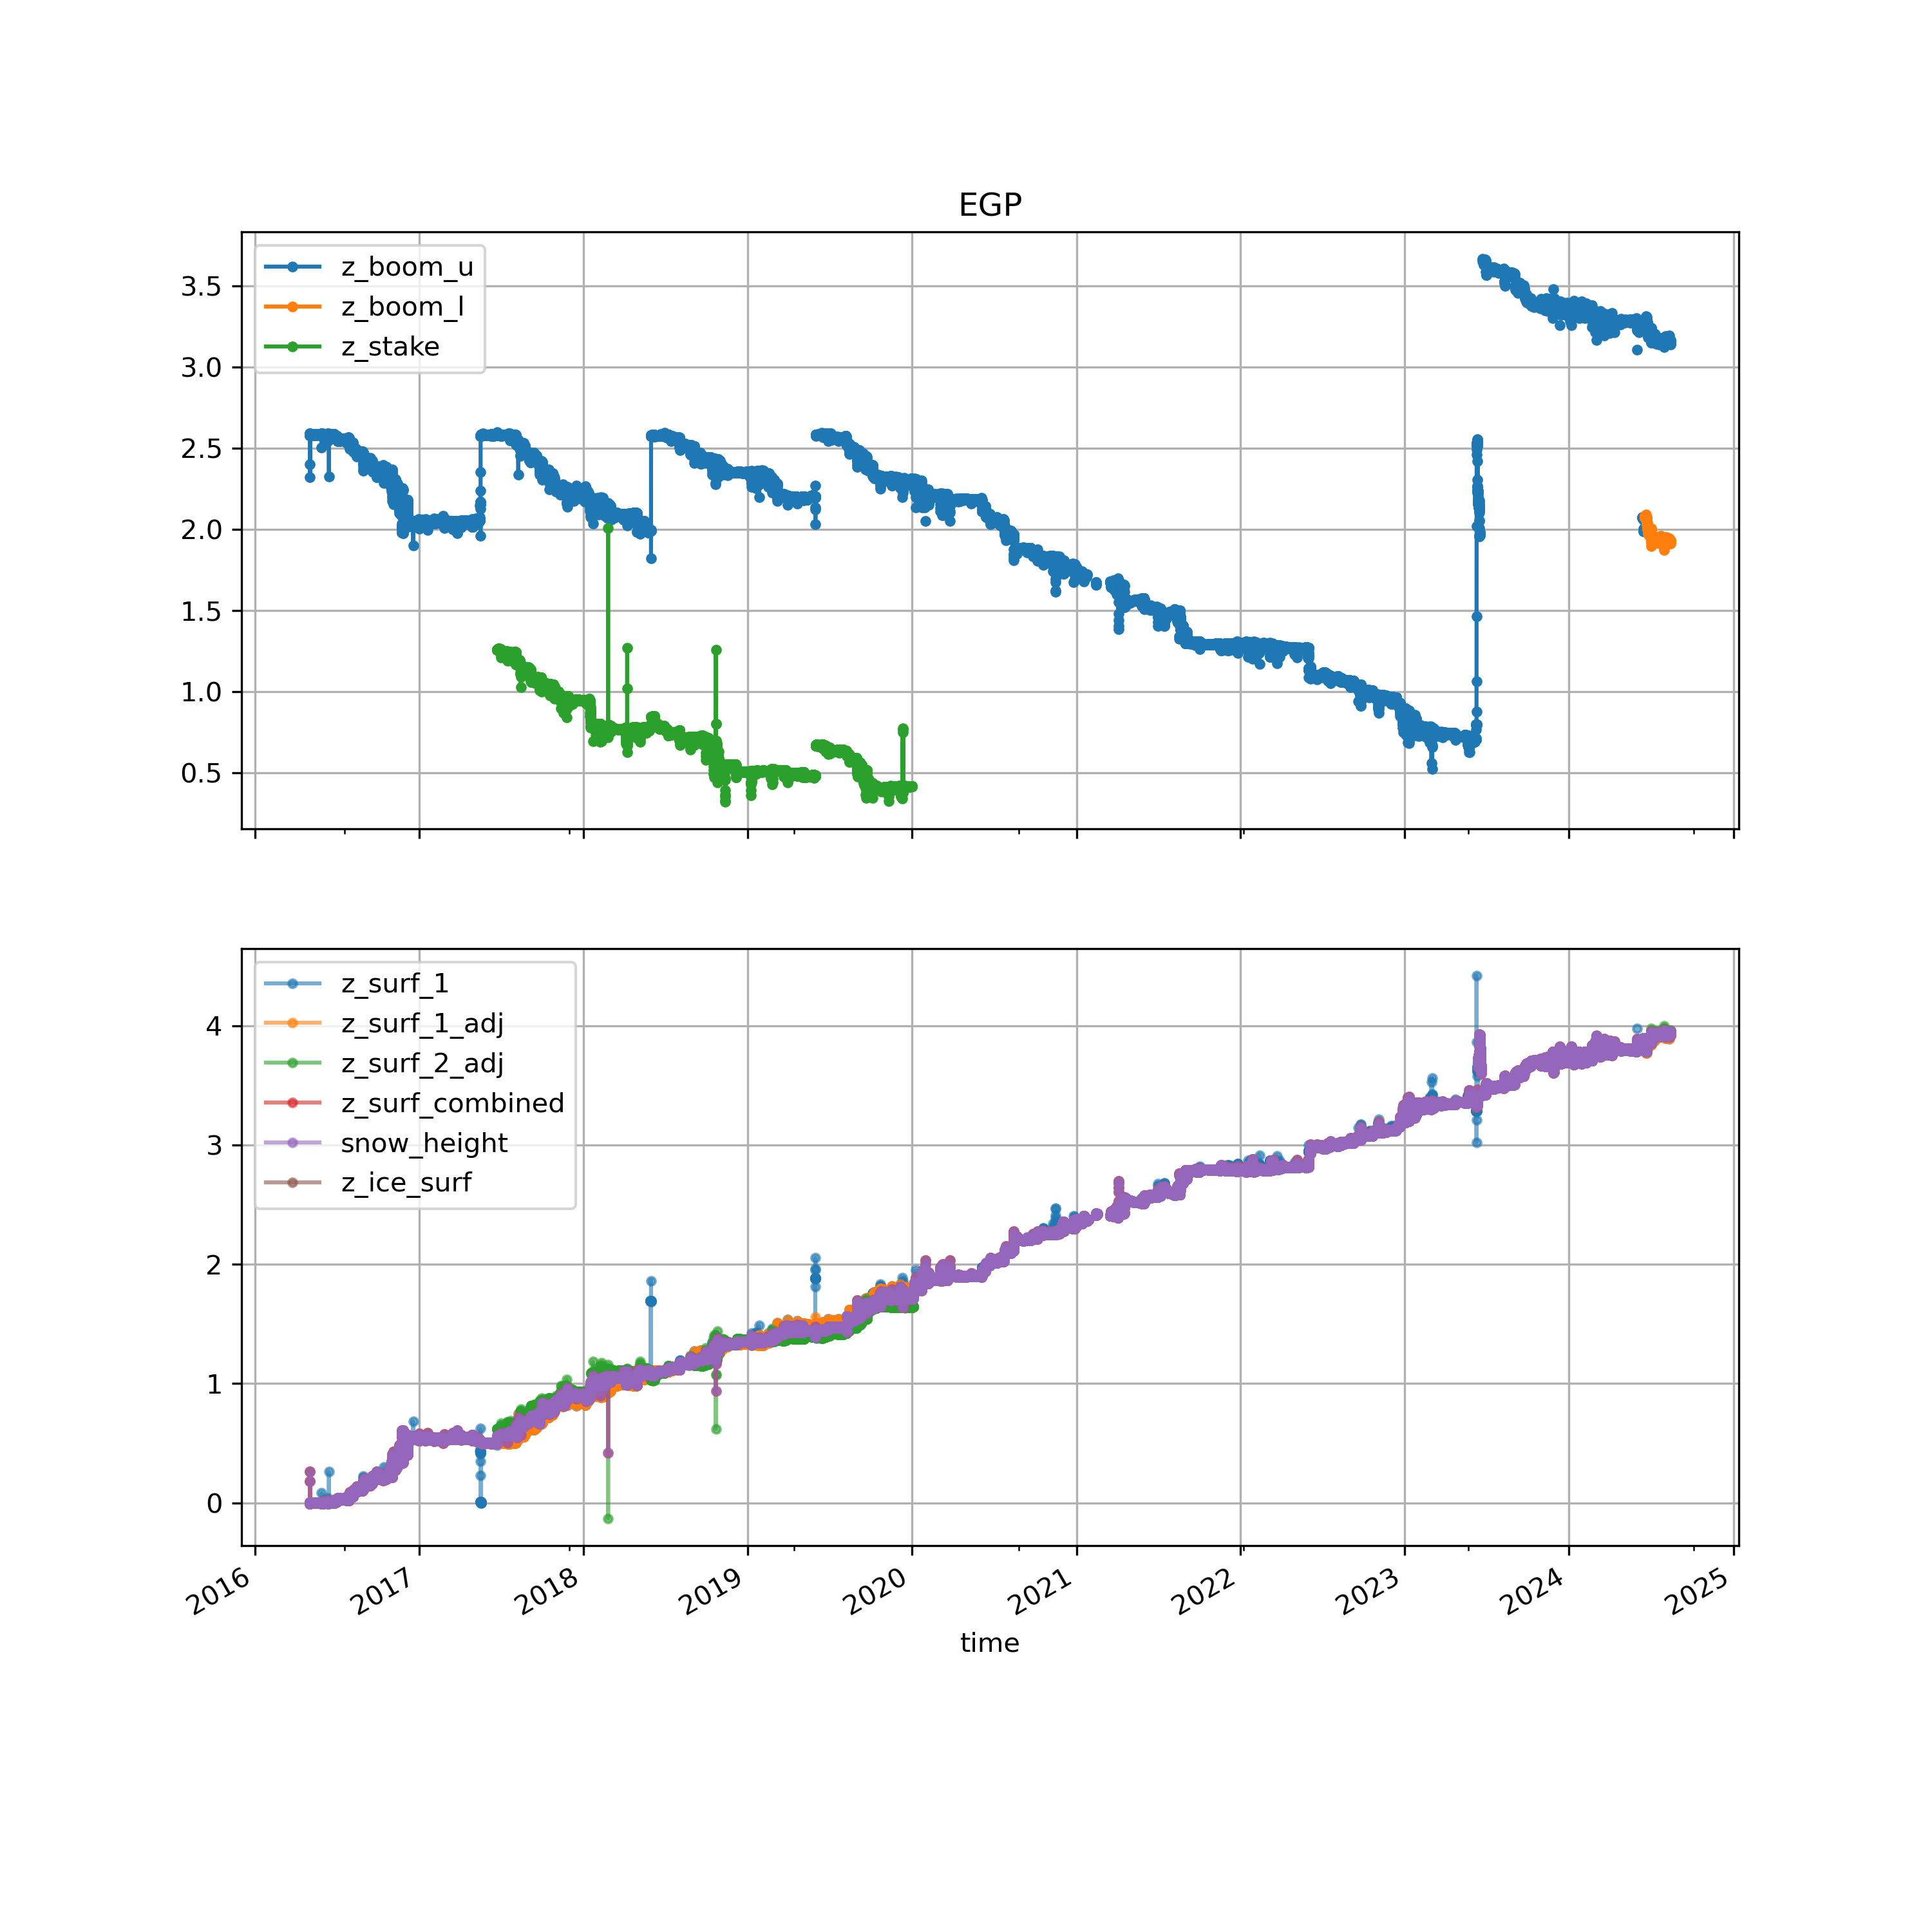 EGP
z_boom_u
z_boom_l
z_stake
3.5
3.0
2.5
2.0
1.5
1.0
0.5
z_surf_1
z_surf_1_adj
z_surf_2_adj
z_surf_combined
snow_height
z_ice_surf
4
3
2
1
0
2016 2017 2018 2019 2020 2021 2022 2023 2024 2025
time